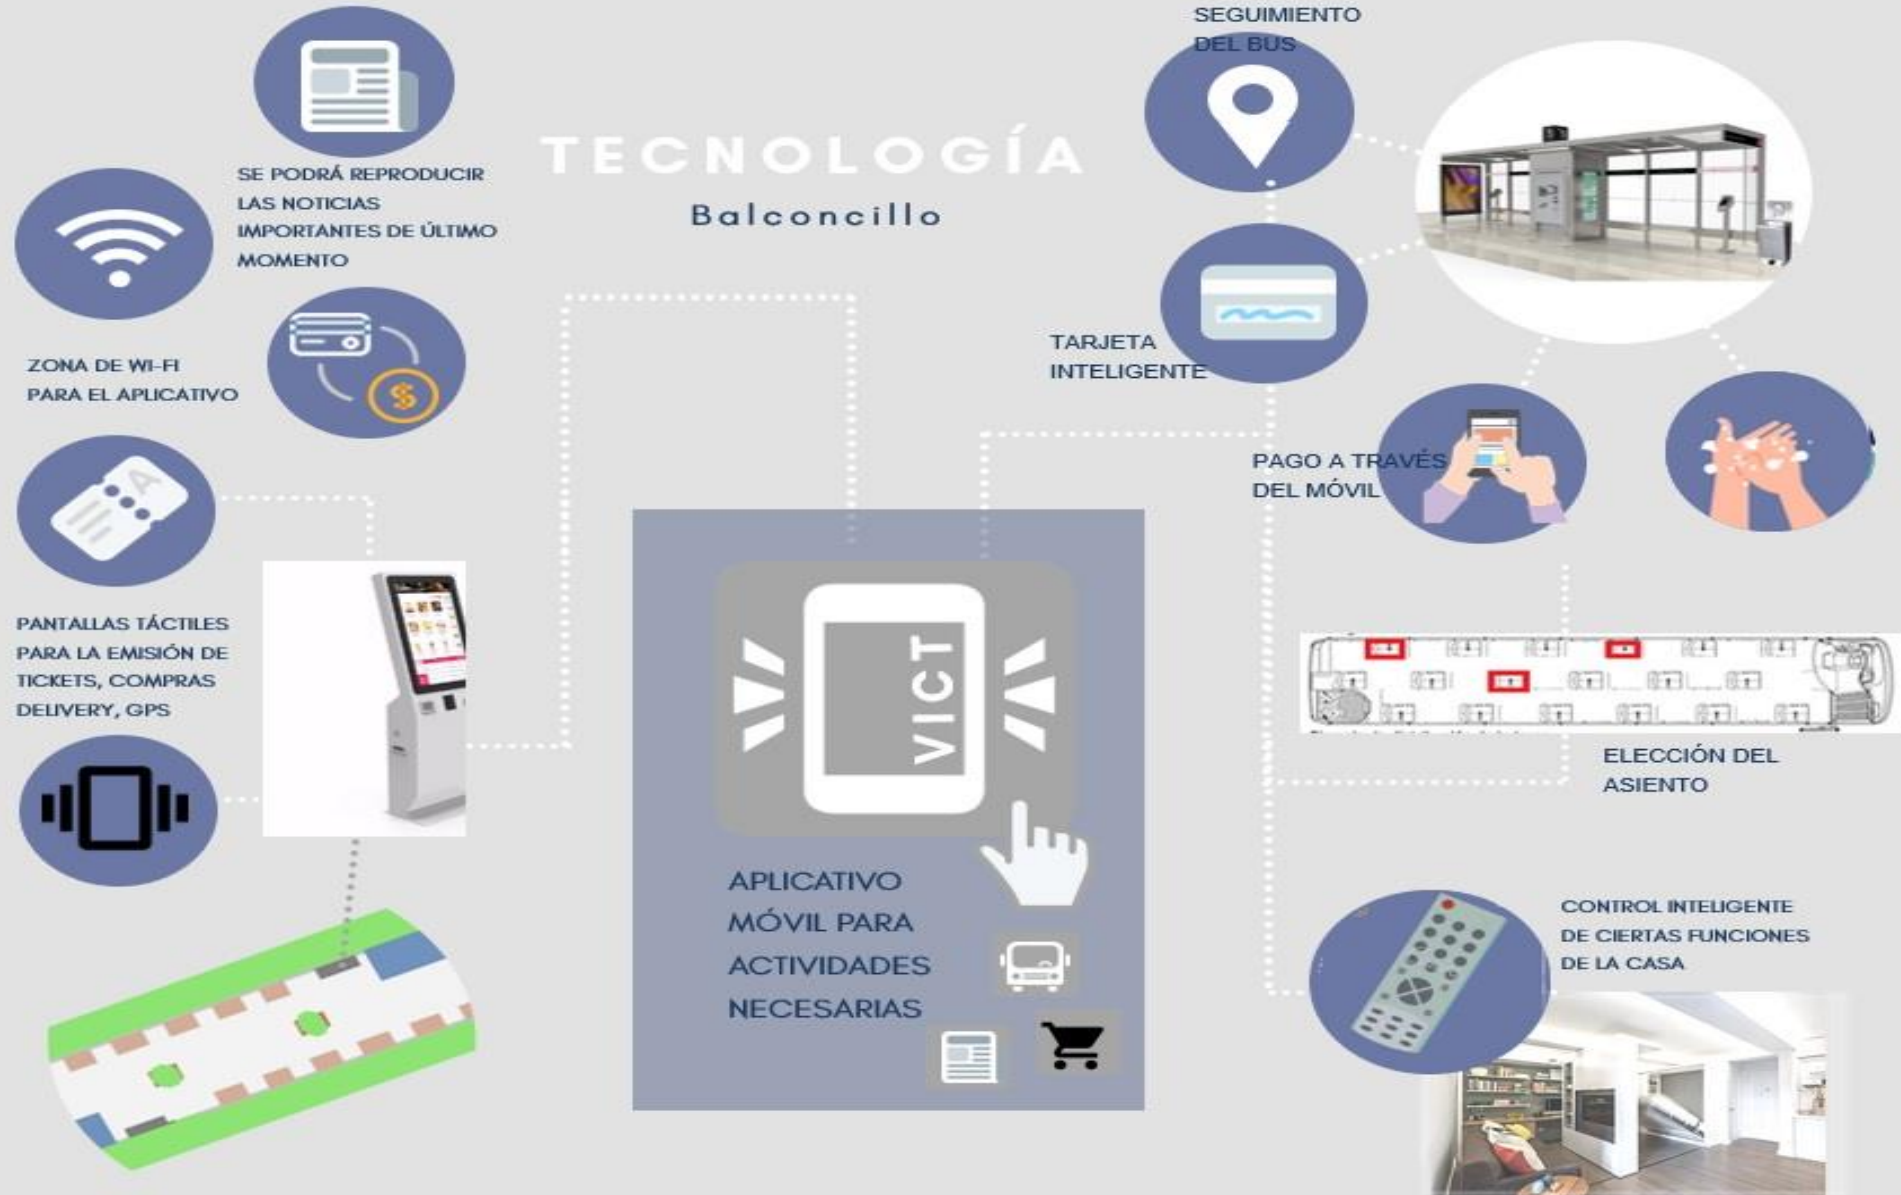 SEGUIMIENTO
DEL BUS
TECNOLOGÍA
Balconcillo
SE PODRÁ REPRODUCIR
LAS NOTICIAS
IMPORTANTES DE ÚLTIMO
MOMENTO
ZONA DE WI-FI
PARA EL APLICATIVO
TARJETA
INTELIGENTE
A
$
PAGO A TRAVÉS
DEL MÓVIL
PANTALLAS TÁCTILES
PARA LA EMISIÓN DE
TICKETS, COMPRAS
DELIVERY, GPS
VICT
ELECCIÓN DEL
ASIENTO
APLICATIVO
MÓVIL PARA
ACTIVIDADES
NECESARIAS
CONTROL INTELIGENTE
DE CIERTAS FUNCIONES
DE LA CASA